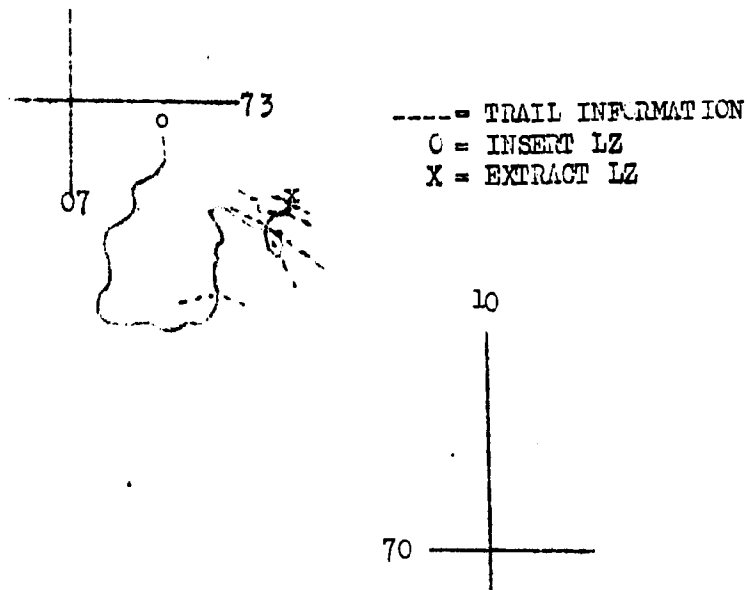 73
O
---- = TRAIL INFORMATION
O = INSERT LZ
X = EXTRACT LZ
07
X
10
70